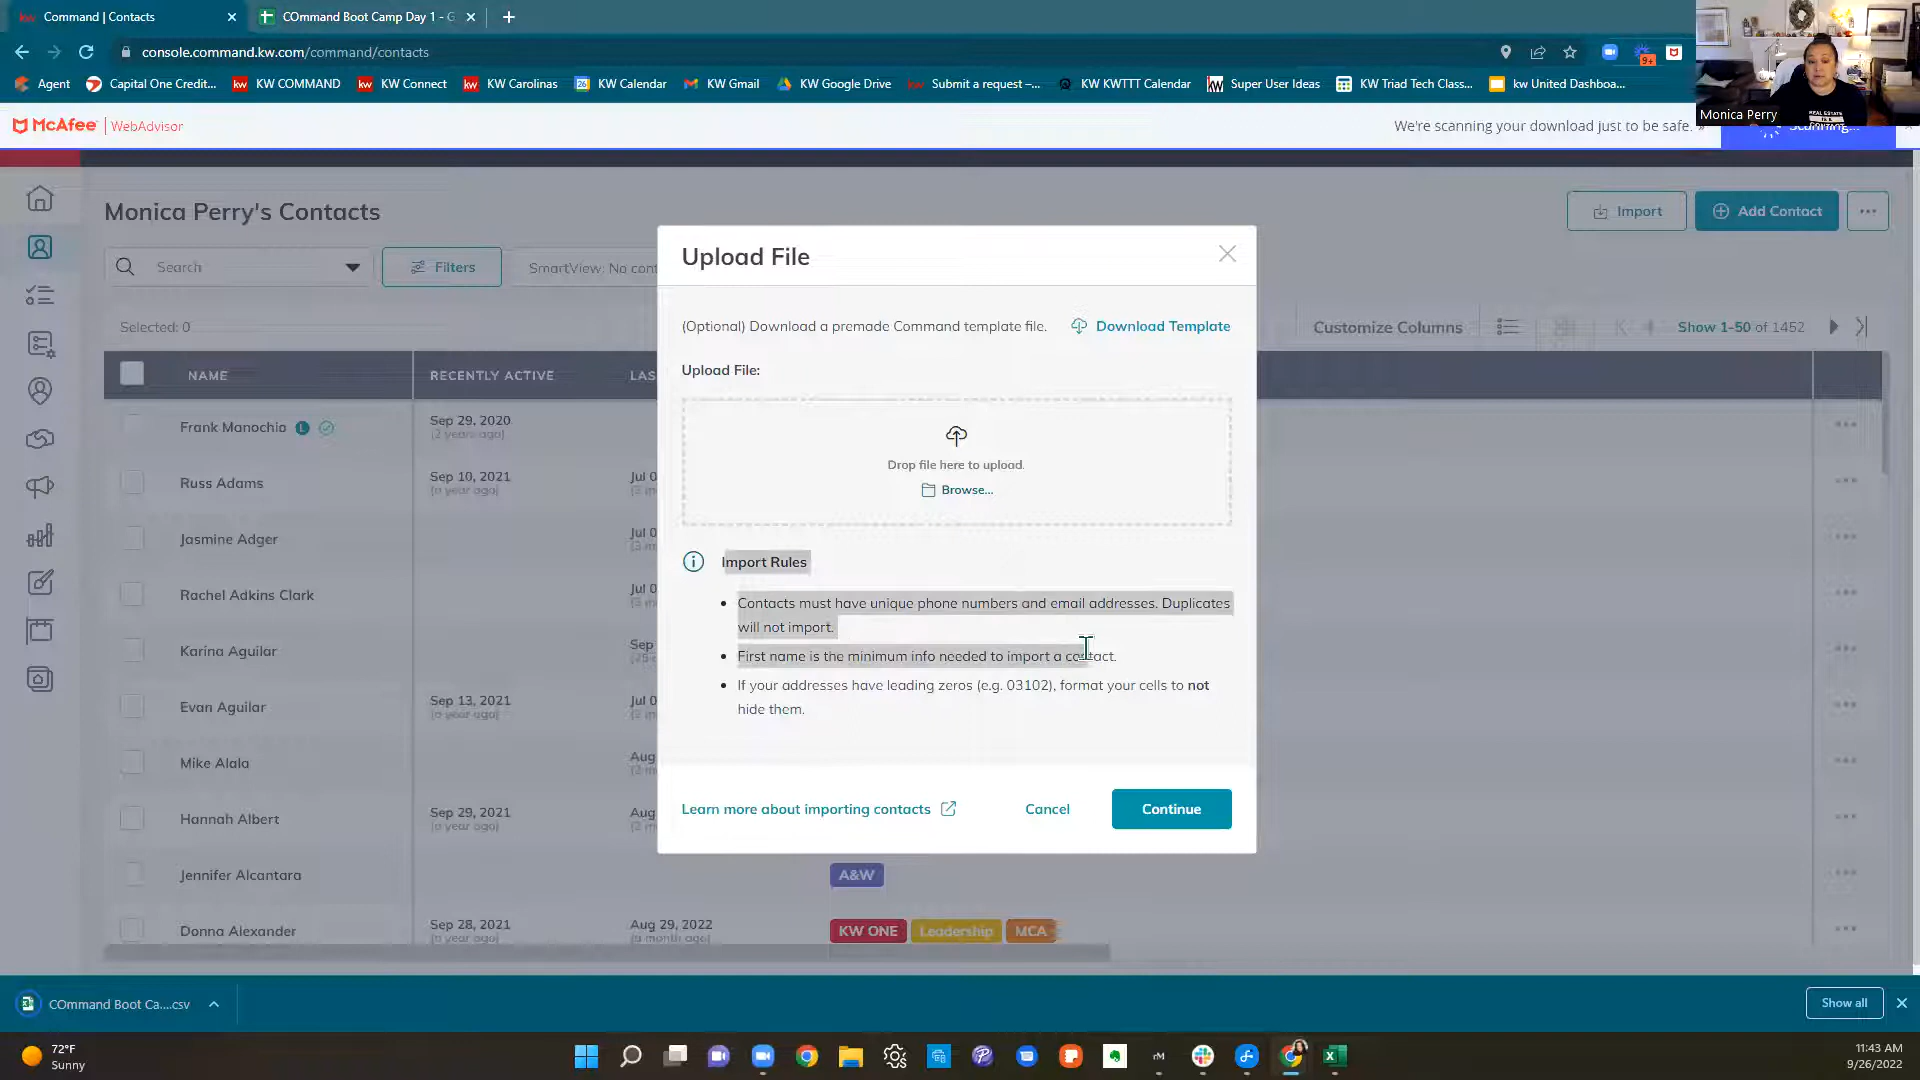 Command | Contacts
COmmand Boot Camp Day 1 - G
console.command.kw.com/command/contacts
9+
Agent
Capital One Credit...
KW COMMAND
KW Connect
KW Carolinas
KW Calendar
KW Gmail
KW Google Drive
Submit a request –...
KW KWTTT Calendar
Super User Ideas
KW Triad Tech Class...
kw United Dashboa...
Monica Perry
McAfee | WebAdvisor
We're scanning your download just to be safe.
Scanning...
Monica Perry's Contacts
Import
Add Contact
Search
Filters
SmartView: No cont
Selected: 0
Customize Columns
Show 1-50 of 1452
NAME
RECENTLY ACTIVE
LAS
Frank Manochio
L
Sep 29, 2020
(2 years ago)
Russ Adams
Sep 10, 2021
(a year ago)
Jul 0
Jasmine Adger
Jul 0
Rachel Adkins Clark
Jul 0
Karina Aguilar
Sep
Evan Aguilar
Sep 13, 2021
(a year ago)
Jul 0
Mike Alala
Aug
Hannah Albert
Sep 29, 2021
(a year ago)
Aug
Jennifer Alcantara
A&W
Donna Alexander
Sep 28, 2021
(a year ago)
Aug 29, 2022
(a month ago)
KW ONE
Leadership
MCA
Upload File
(Optional) Download a premade Command template file.
Download Template
Upload File:
Drop file here to upload.
Browse...
Import Rules
• Contacts must have unique phone numbers and email addresses. Duplicates
will not import.
• First name is the minimum info needed to import a contact.
• If your addresses have leading zeros (e.g. 03102), format your cells to not
hide them.
Learn more about importing contacts
Cancel
Continue
COmmand Boot Ca....csv
Show all
72°F
Sunny
11:43 AM
9/26/2022